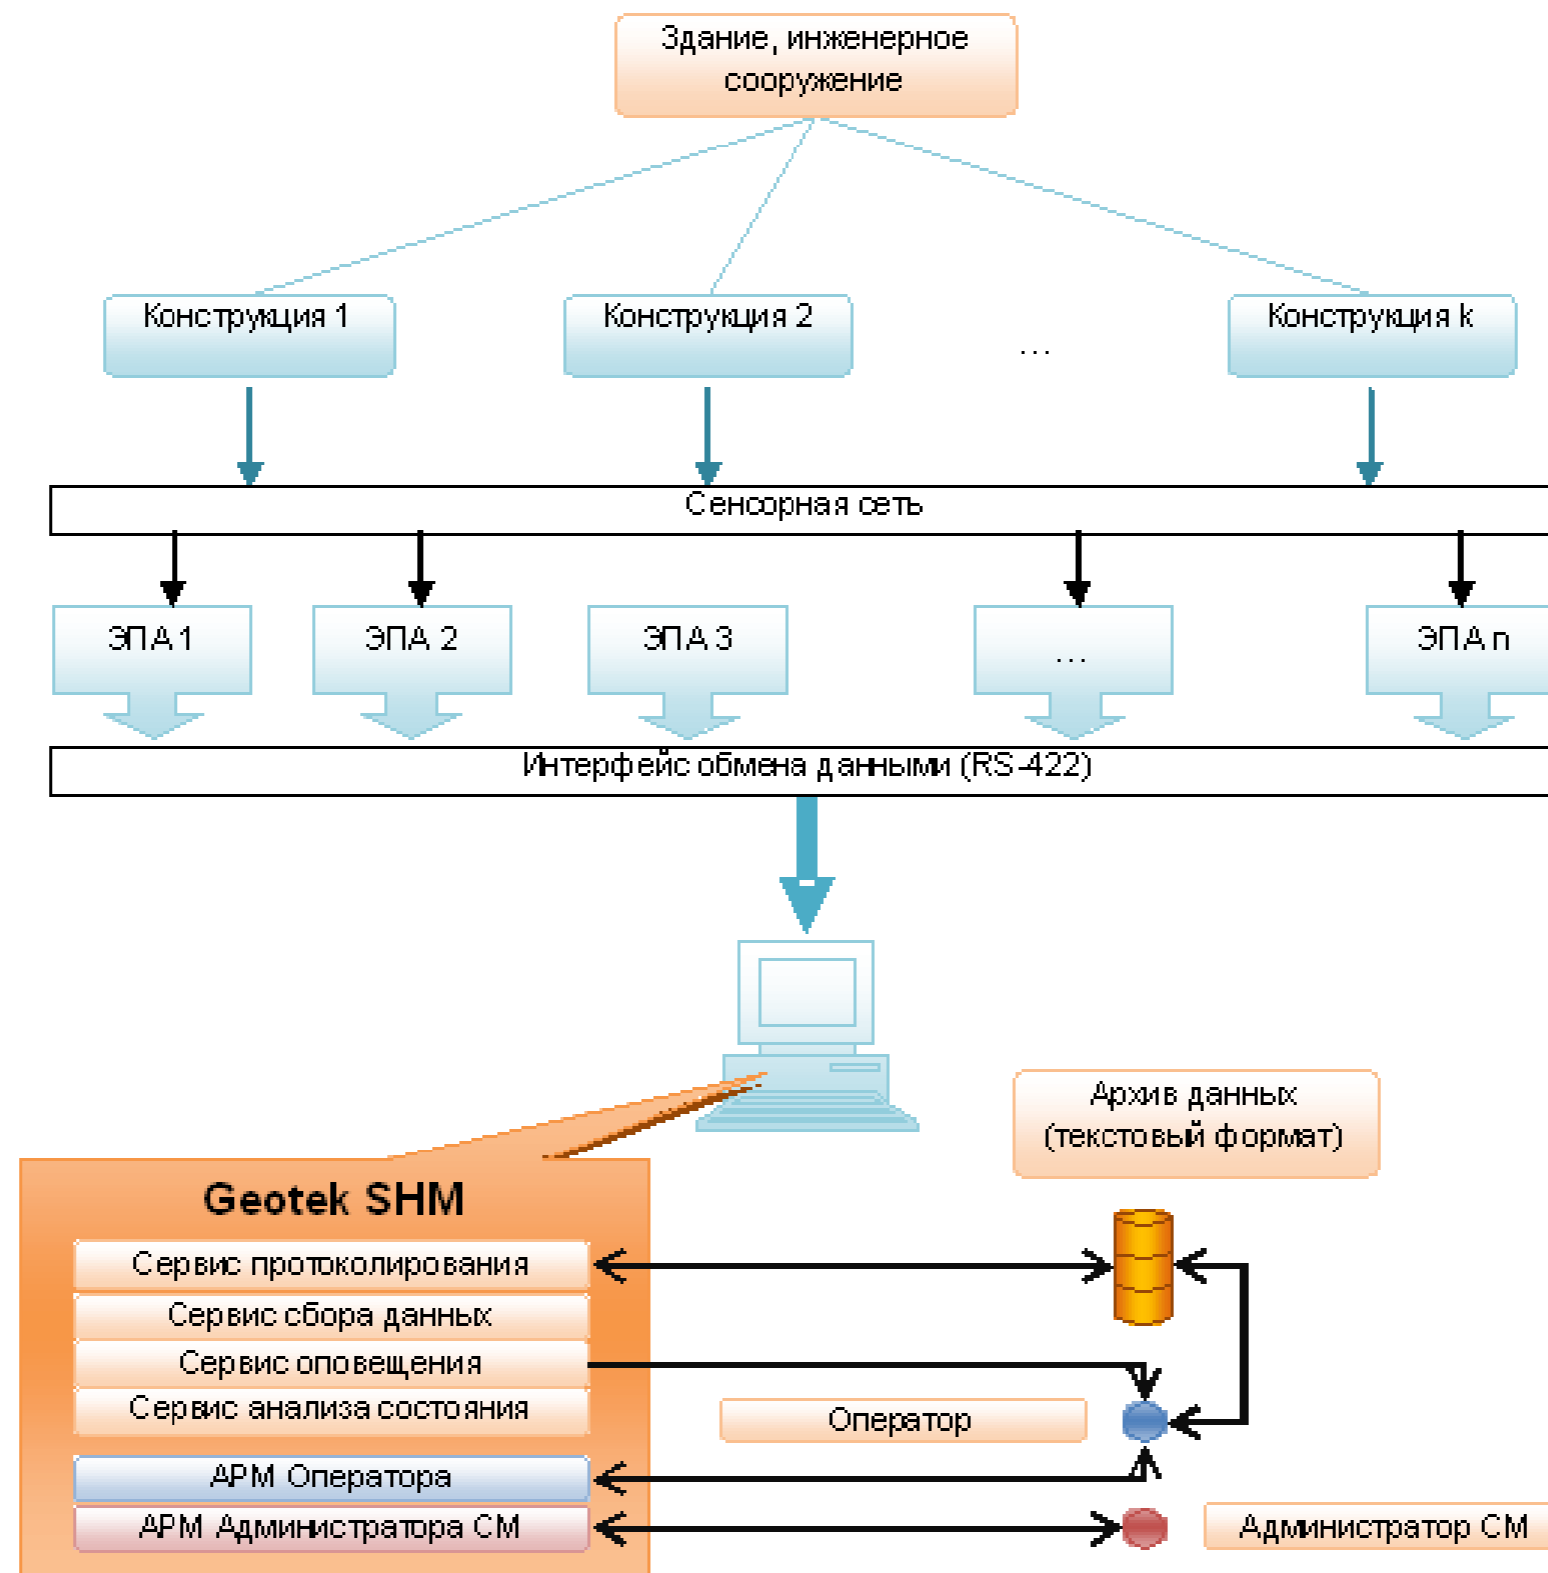 Здание, инженерное
сооружение
Конструкция 1
Конструкция 2
...
Конструкция k
Сенсорная сеть
ЭПА 1
ЭПА 2
ЭПА 3
...
ЭПА n
Интерфейс обмена данными (RS-422)
Архив данных
(текстовый формат)
Geotek SHM
Сервис протоколирования
Сервис сбора данных
Сервис оповещения
Сервис анализа состояния
Оператор
АРМ Оператора
АРМ Администратора СМ
Администратор СМ